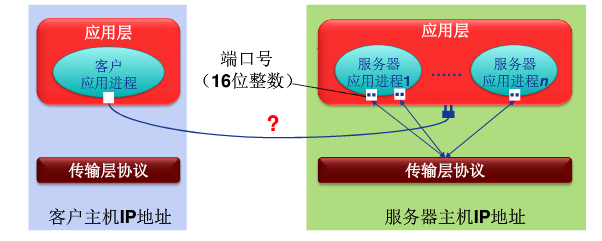 应用层
客户
应用进程
传输层协议
客户主机IP地址
端口号
（16位整数）
?
应用层
服务器
应用进程1
……
服务器
应用进程n
传输层协议
服务器主机IP地址